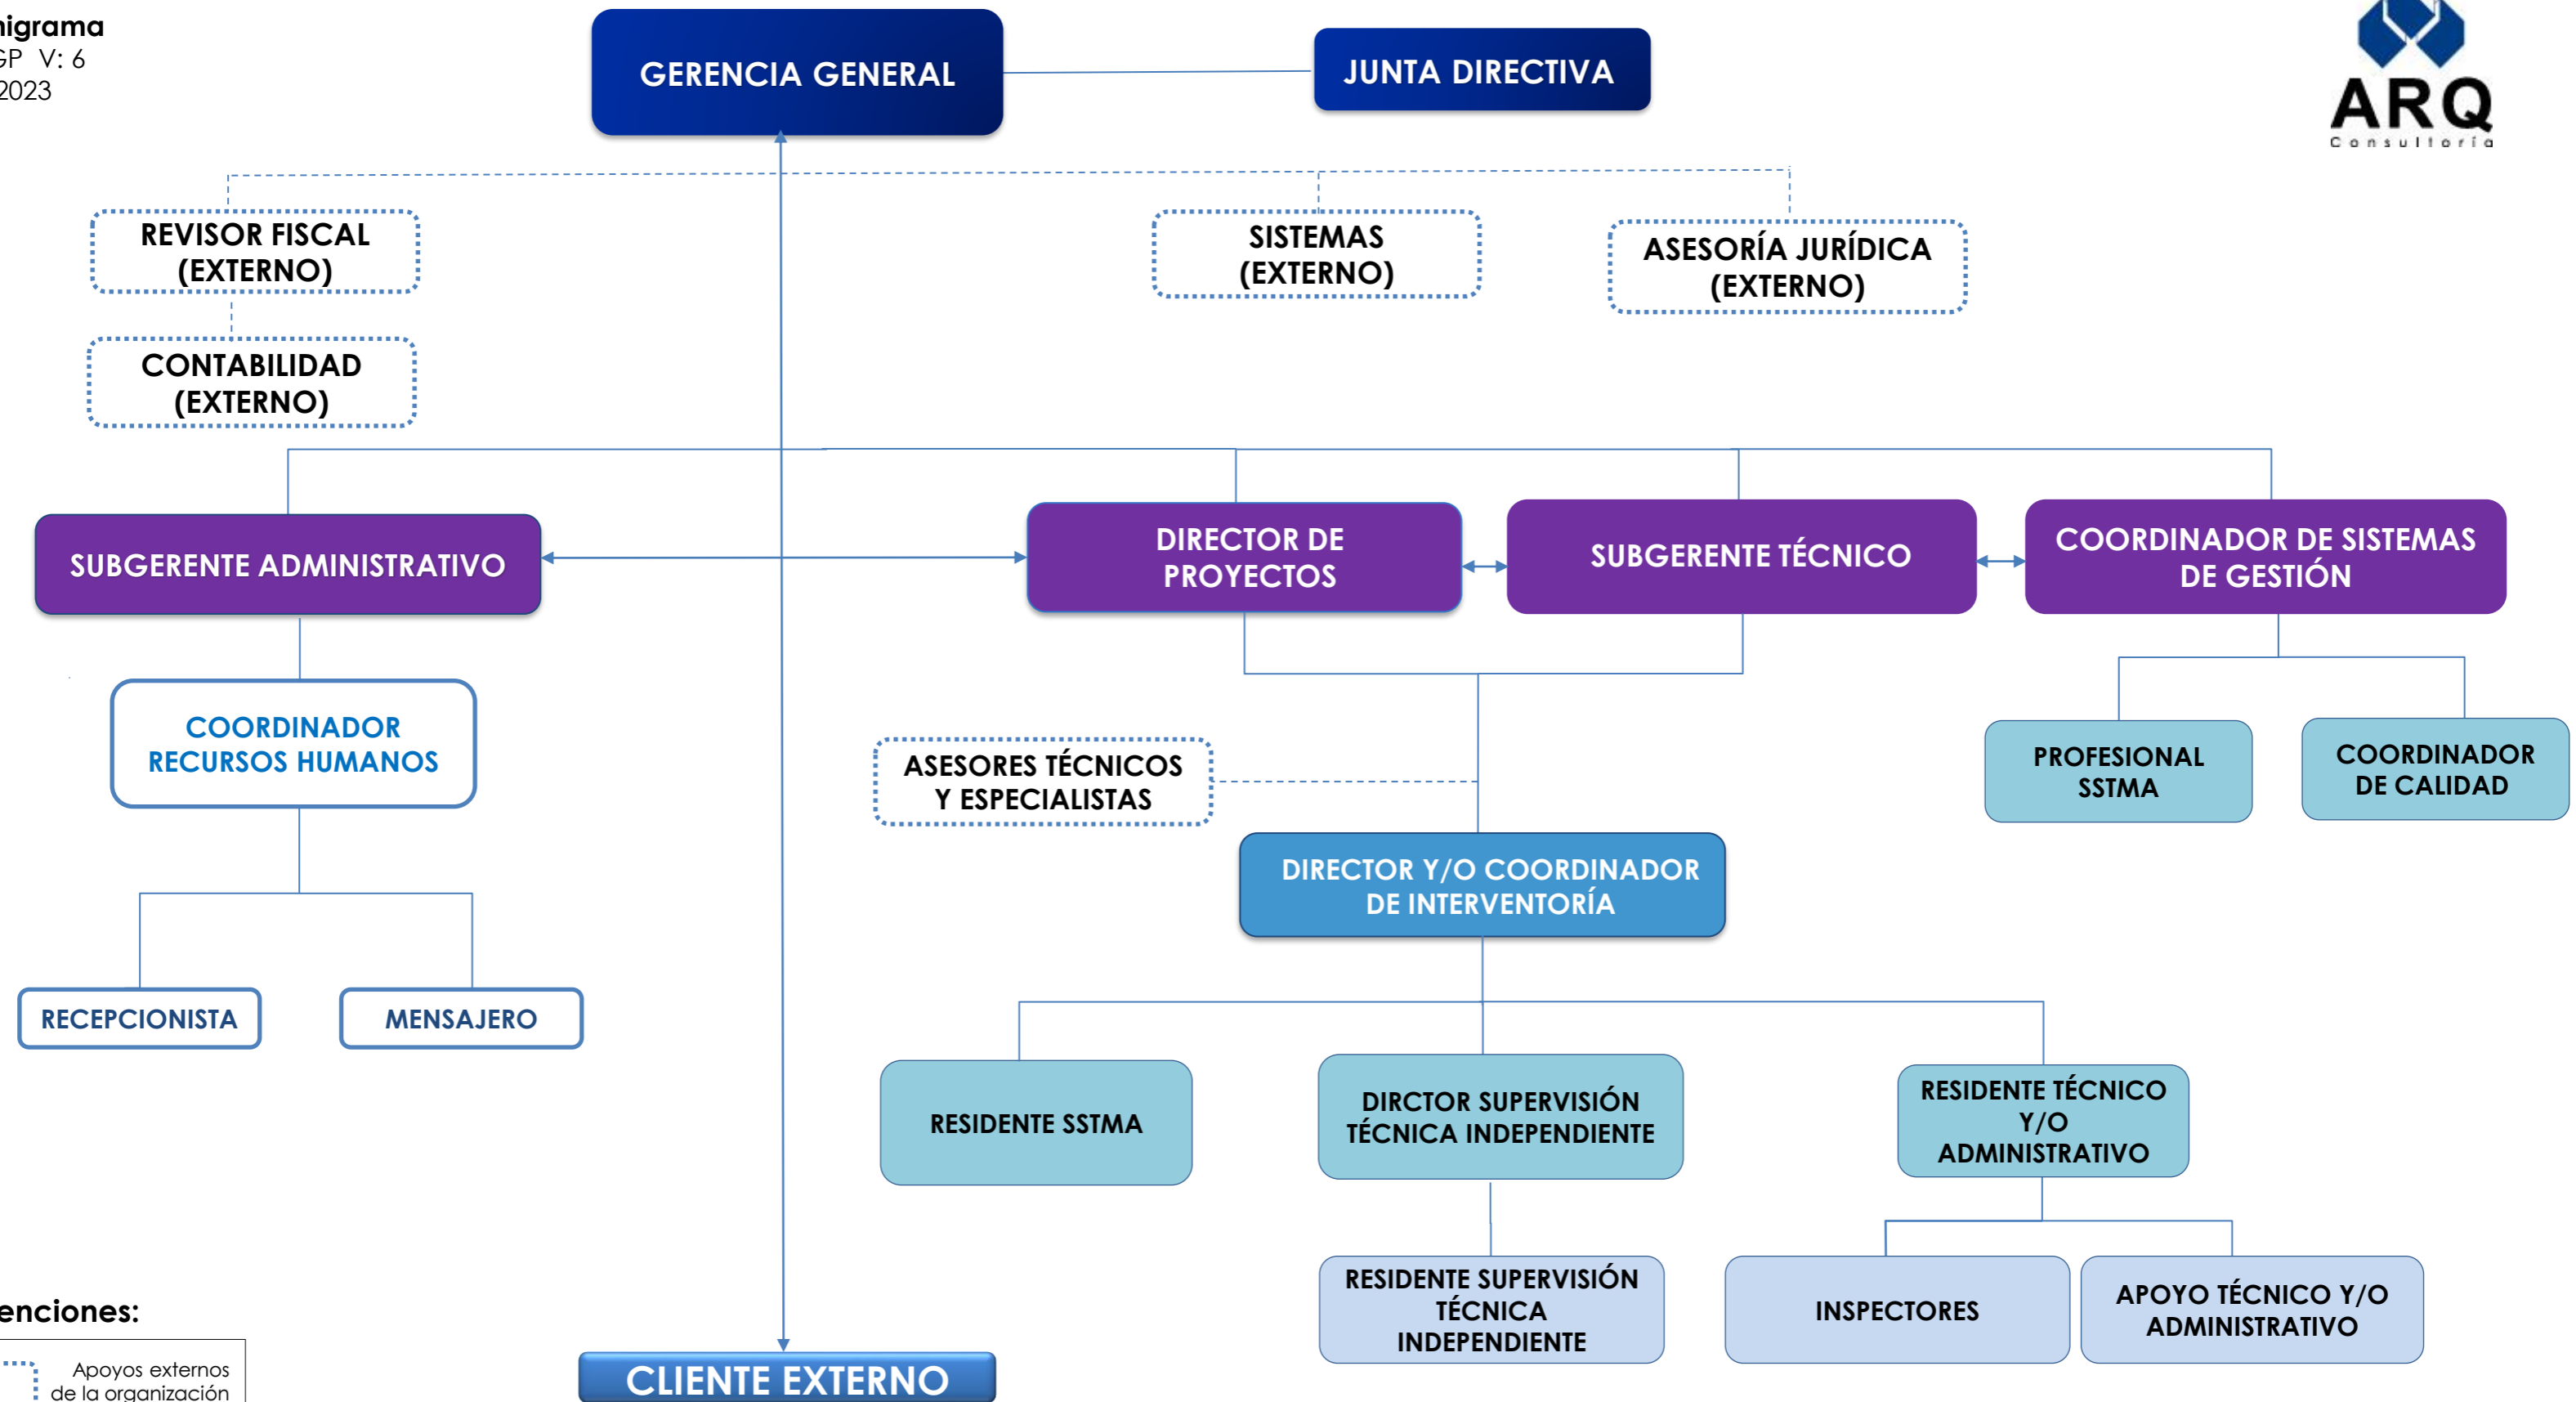 GP V: 6
2023
GERENCIA GENERAL
JUNTA DIRECTIVA
ARQ
Consultoría
REVISOR FISCAL
(EXTERNO)
SISTEMAS
(EXTERNO)
ASESORÍA JURÍDICA
(EXTERNO)
CONTABILIDAD
(EXTERNO)
SUBGERENTE ADMINISTRATIVO
DIRECTOR DE
PROYECTOS
SUBGERENTE TÉCNICO
COORDINADOR DE SISTEMAS
DE GESTIÓN
COORDINADOR
RECURSOS HUMANOS
ASESORES TÉCNICOS
Y ESPECIALISTAS
PROFESIONAL
SSTMA
COORDINADOR
DE CALIDAD
DIRECTOR Y/O COORDINADOR
DE INTERVENTORÍA
RECEPCIONISTA
MENSAJERO
RESIDENTE SSTMA
DIRCTOR SUPERVISIÓN
TÉCNICA INDEPENDIENTE
RESIDENTE TÉCNICO
Y/O
ADMINISTRATIVO
RESIDENTE SUPERVISIÓN
TÉCNICA
INDEPENDIENTE
INSPECTORES
APOYO TÉCNICO Y/O
ADMINISTRATIVO
enciones:
Apoyos externos
de la organización
CLIENTE EXTERNO